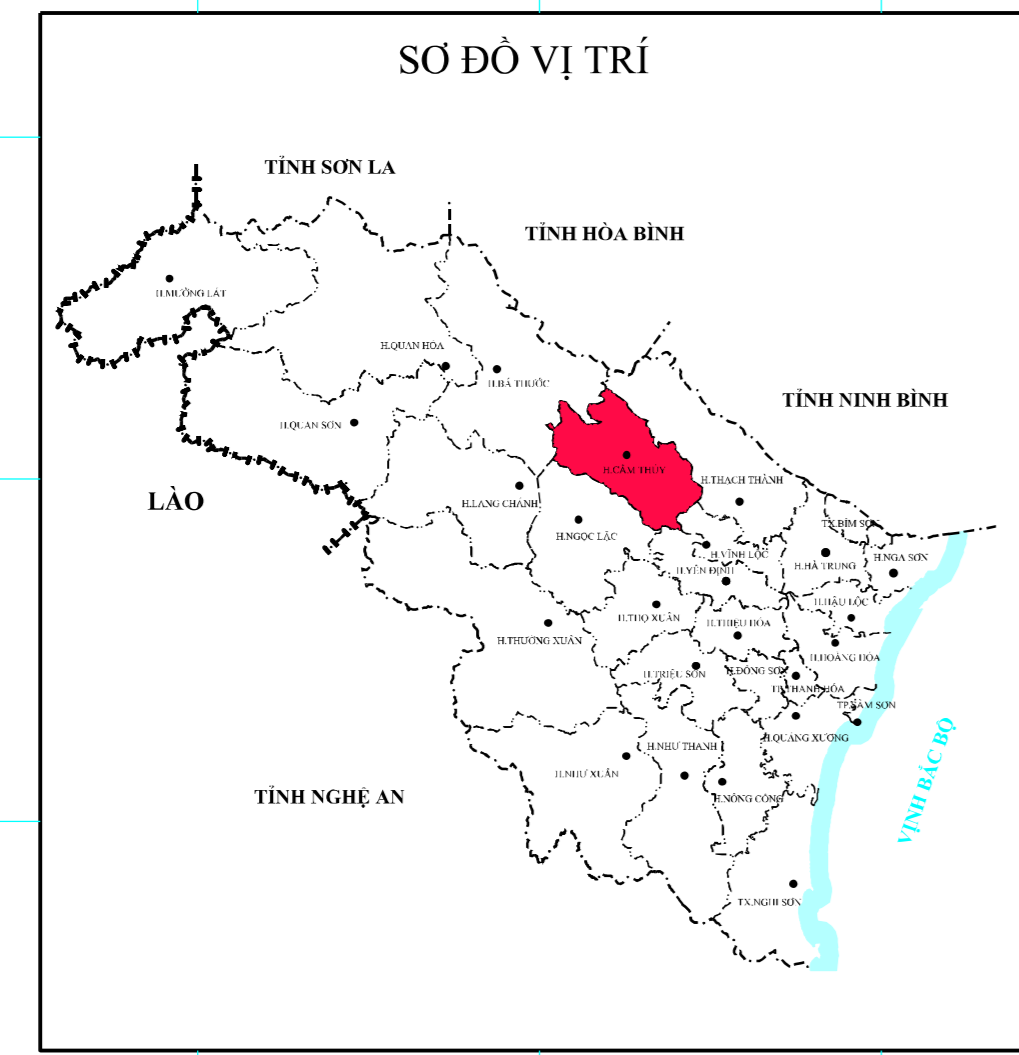 SƠ ĐỒ VỊ TRÍ
TỈNH SƠN LA
TỈNH HÒA BÌNH
H.MƯỜNG LÁT
H.QUAN HÓA
H.BÁ THƯỚC
TỈNH NINH BÌNH
H.QUAN SƠN
H.CẨM THỦY
H.THẠCH THÀNH
LÀO
H.LANG CHÁNH
TX.BỈM SƠN
H.NGỌC LẶC
H.VĨNH LỘC
H.HÀ TRUNG
H.NGA SƠN
H.YÊN ĐỊNH
H.HẬU LỘC
H.THỌ XUÂN
H.THIỆU HÓA
H.THƯỜNG XUÂN
H.HOẰNG HÓA
H.TRIỆU SƠN
H.ĐÔNG SƠN
TP.THANH HÓA
TP.SẦM SƠN
H.QUẢNG XƯƠNG
H.NHƯ THANH
H.NHƯ XUÂN
VỊNH BẮC BỘ
TỈNH NGHỆ AN
H.NÔNG CỐNG
TX.NGHI SƠN